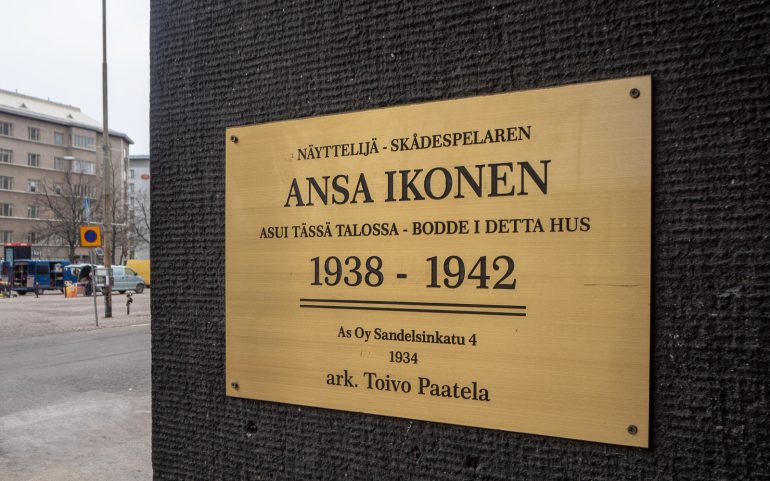 NÄYTTELIJÄ - SKÅDESPELAREN
ANSA IKONEN
ASUI TÄSSÄ TALOSSA - BODDE I DETTA HUS
1938 - 1942
As Oy Sandelsinkatu 4
1934
ark. Toivo Paatela